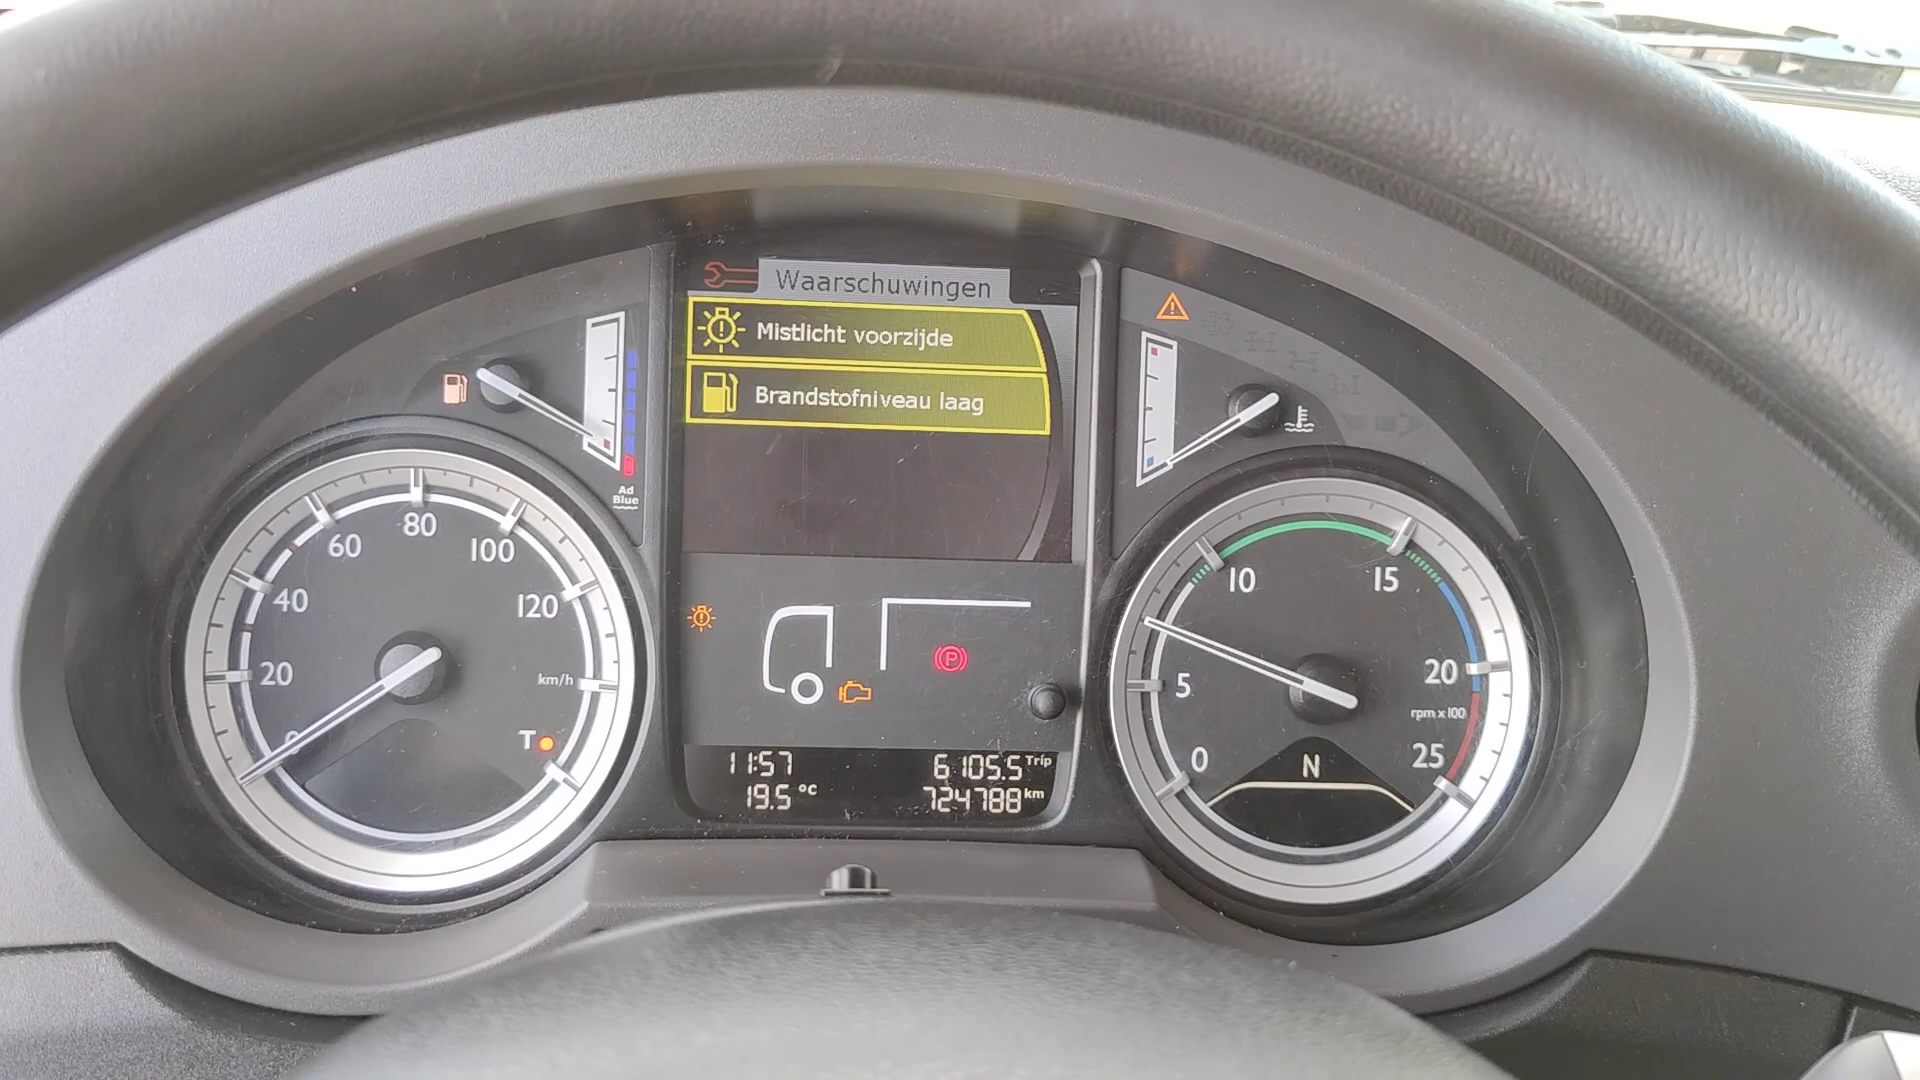 Waarschuwingen
Mistlicht voorzijde
Brandstofniveau laag
Ad
Blue
0
20
40
60
80
100
120
km/h
T
P
11:57
6105.5 Trip
19.5 °C
724788 km
0
5
10
15
20
25
rpm x 100
N